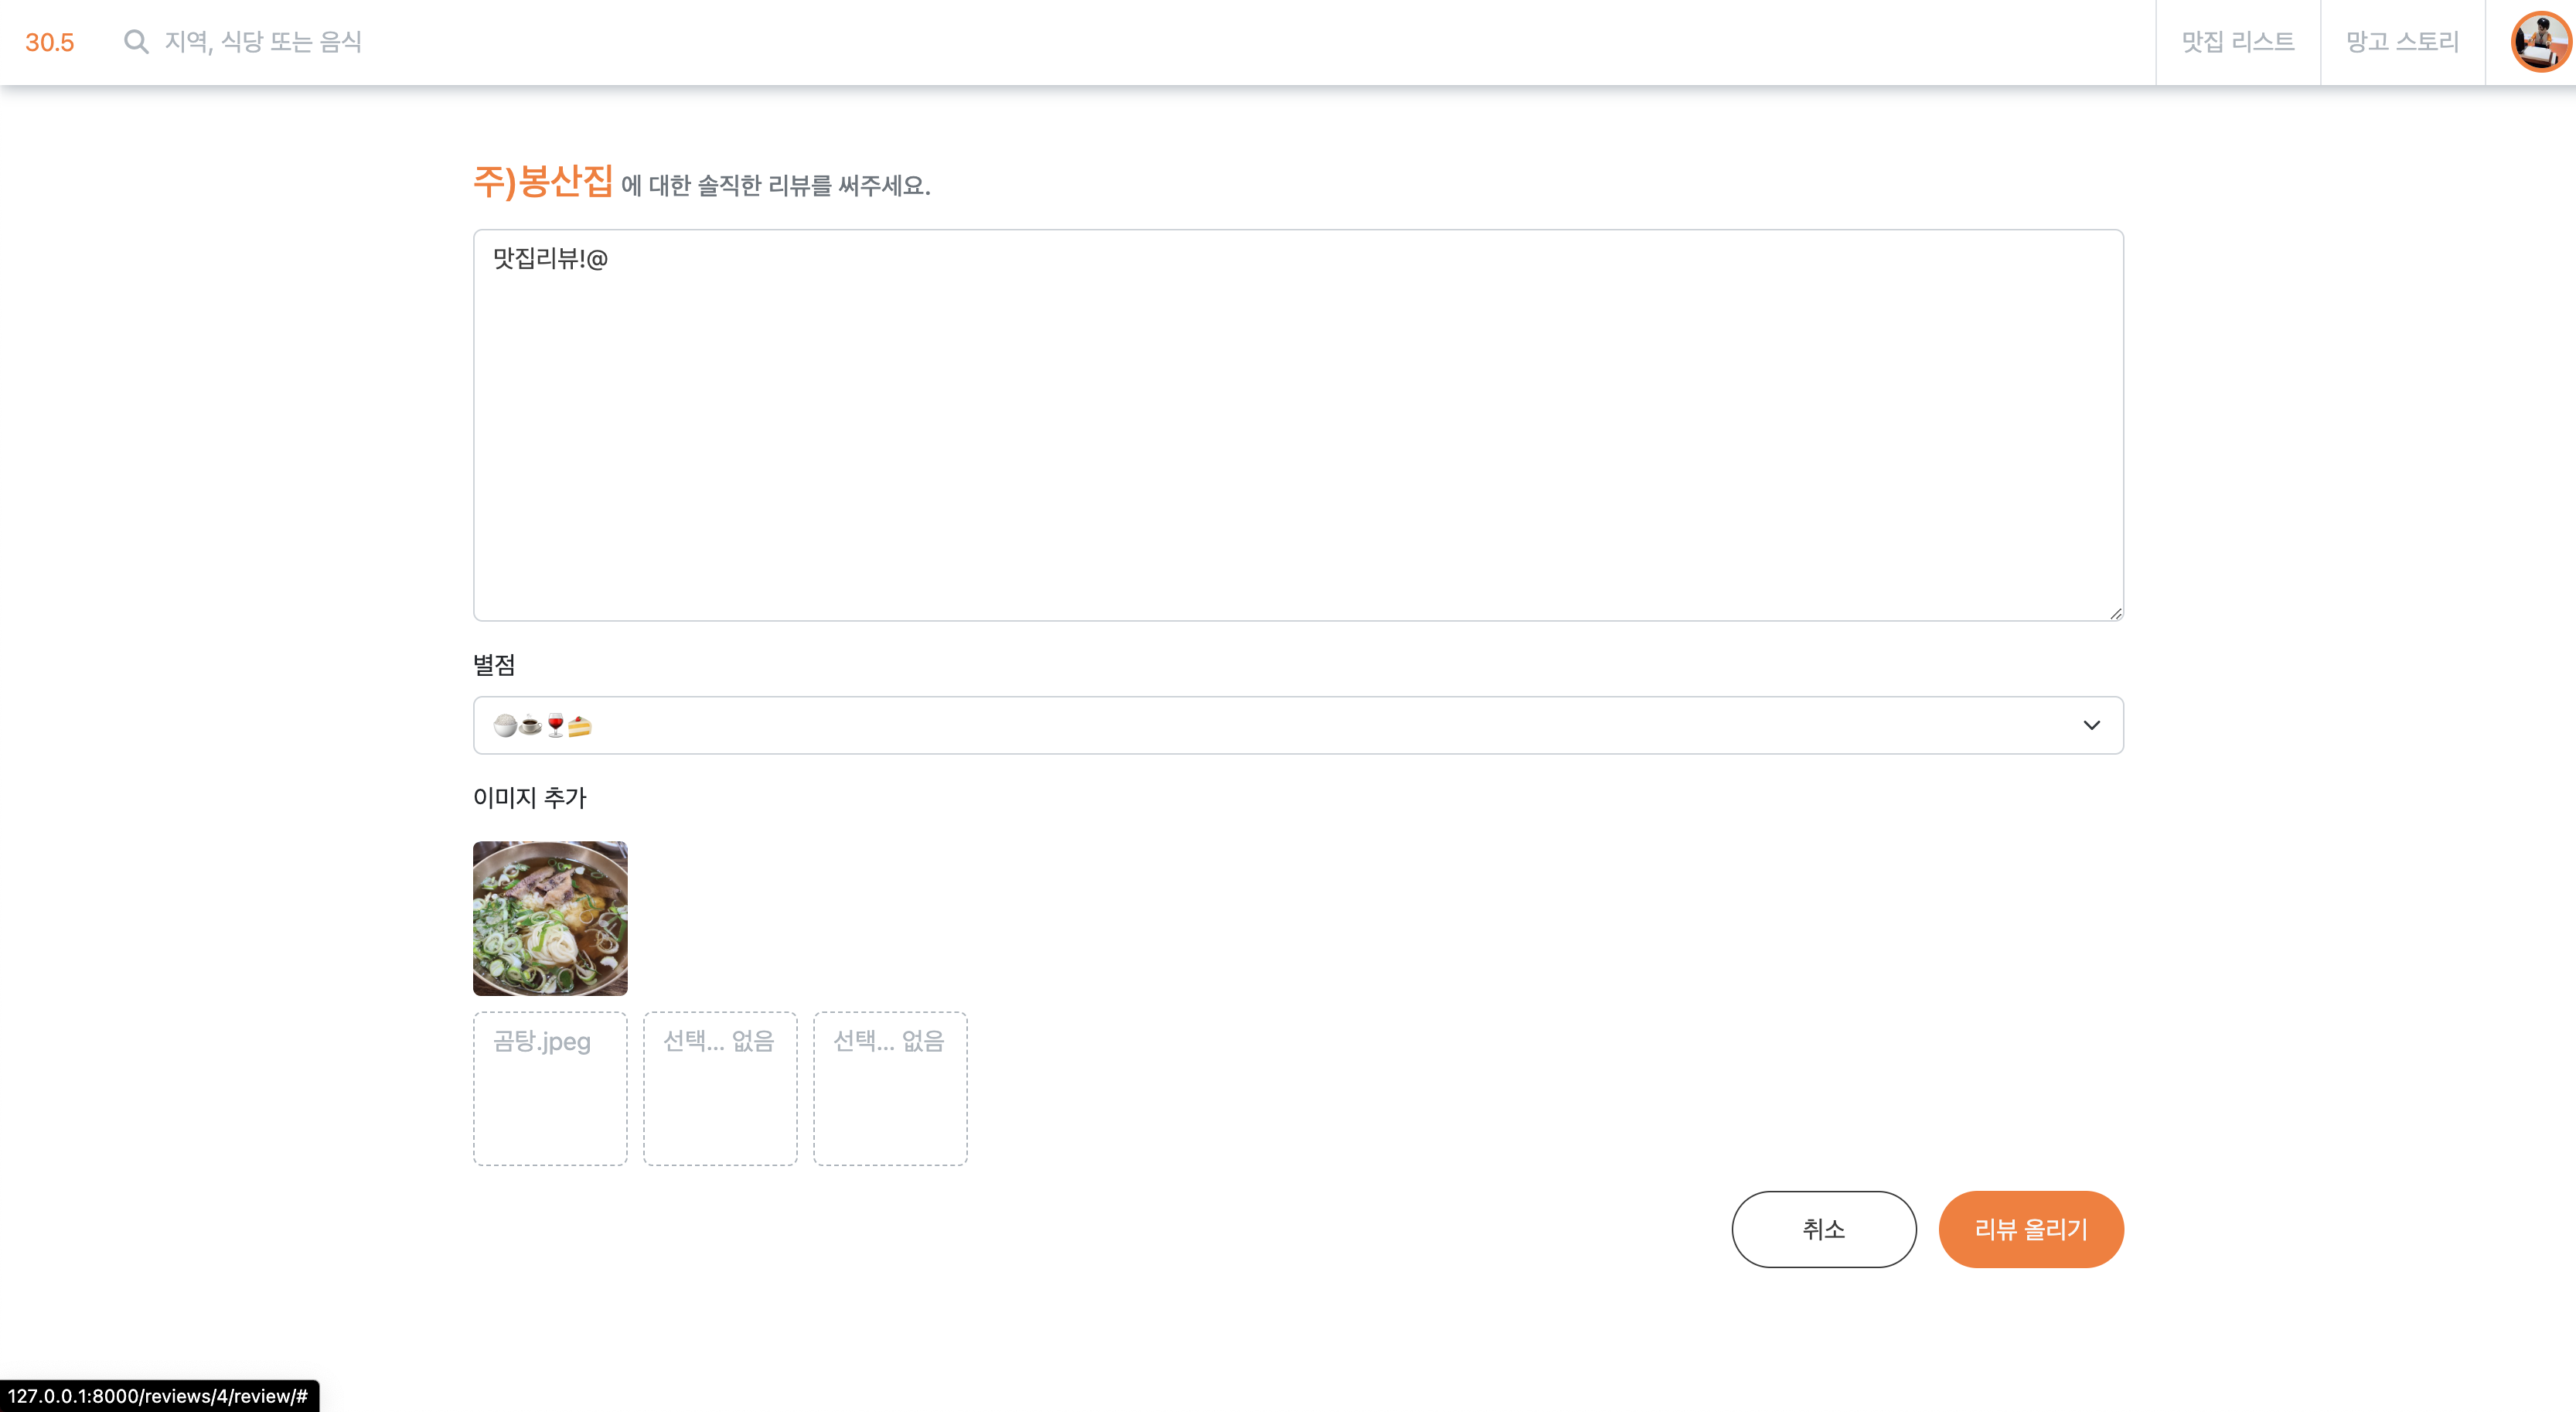 30.5
지역, 식당 또는 음식
맛집 리스트
망고 스토리
주)봉산집 에 대한 솔직한 리뷰를 써주세요.
맛집리뷰!@
별점
🍚☕🍷🍰
이미지 추가
곰탕.jpeg
선택... 없음
선택... 없음
취소
리뷰 올리기
127.0.0.1:8000/reviews/4/review/#